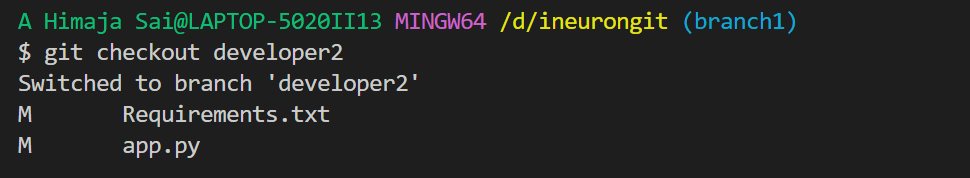 A Himaja Sai@LAPTOP-5020II13 MINGW64 /d/ineurongit (branch1)
$ git checkout developer2
Switched to branch 'developer2'
M       Requirements.txt
M       app.py